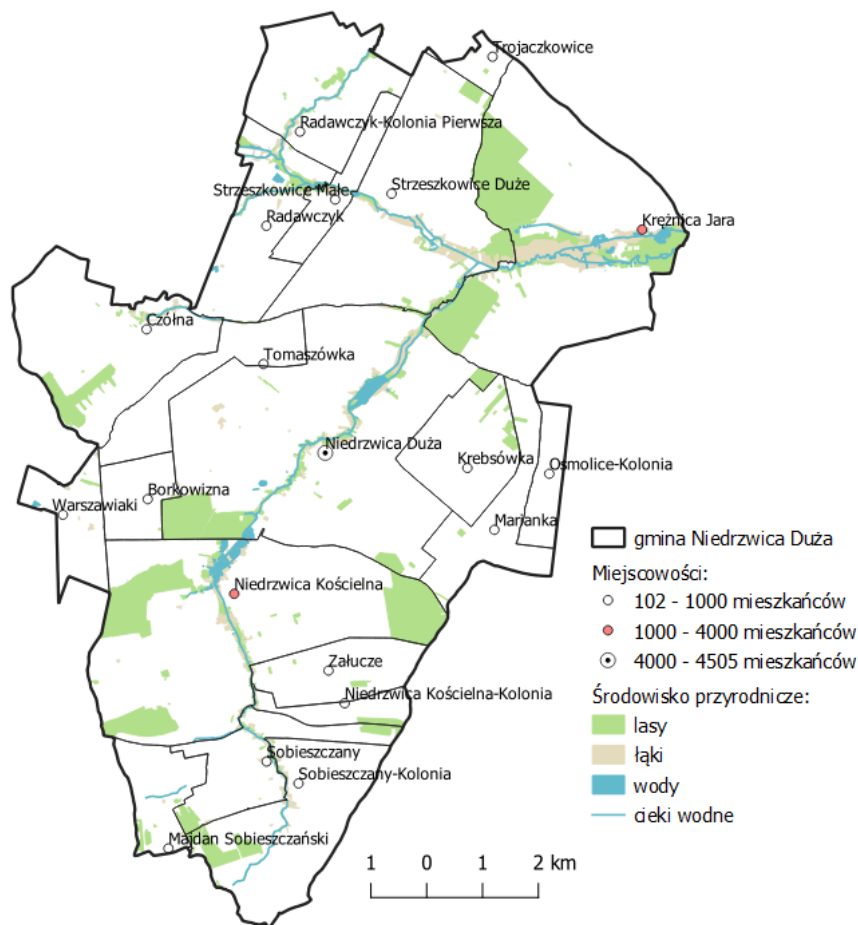 Trojaczkowice
Radawczyk-Kolonia Pierwsza
Strzeszkowice Małe
Strzeszkowice Duże
Radawczyk
Krężnica Jara
Czółna
Tomaszówka
Niedrzwica Duża
Krebsówka
Osmolice-Kolonia
Borkowizna
Warszawiaki
Marianka
Niedrzwica Kościelna
Załucze
Niedrzwica Kościelna-Kolonia
Sobieszczany
Sobieszczany-Kolonia
Majdan Sobieszczański
gmina Niedrzwica Duża
Miejscowości:
102 - 1000 mieszkańców
1000 - 4000 mieszkańców
4000 - 4505 mieszkańców
Środowisko przyrodnicze:
lasy
łąki
wody
cieki wodne
1 0 1 2 km